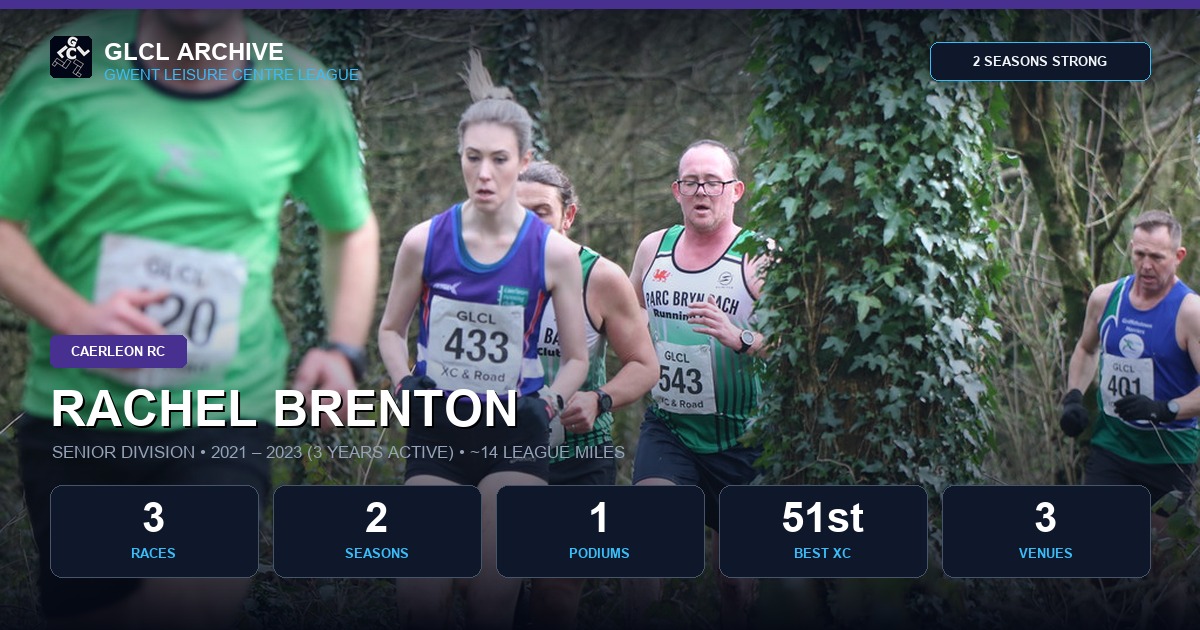 GLCL ARCHIVE
GWENT LEISURE CENTRE LEAGUE
2 SEASONS STRONG
GLCL
20
GLCL
433
XC & Road
PARC BRYN BACH
Running
GLCL
543
XC & Road
401
CAERLEON RC
RACHEL BRENTON
SENIOR DIVISION • 2021 – 2023 (3 YEARS ACTIVE) • ~14 LEAGUE MILES
3
RACES
2
SEASONS
1
PODIUMS
51st
BEST XC
3
VENUES